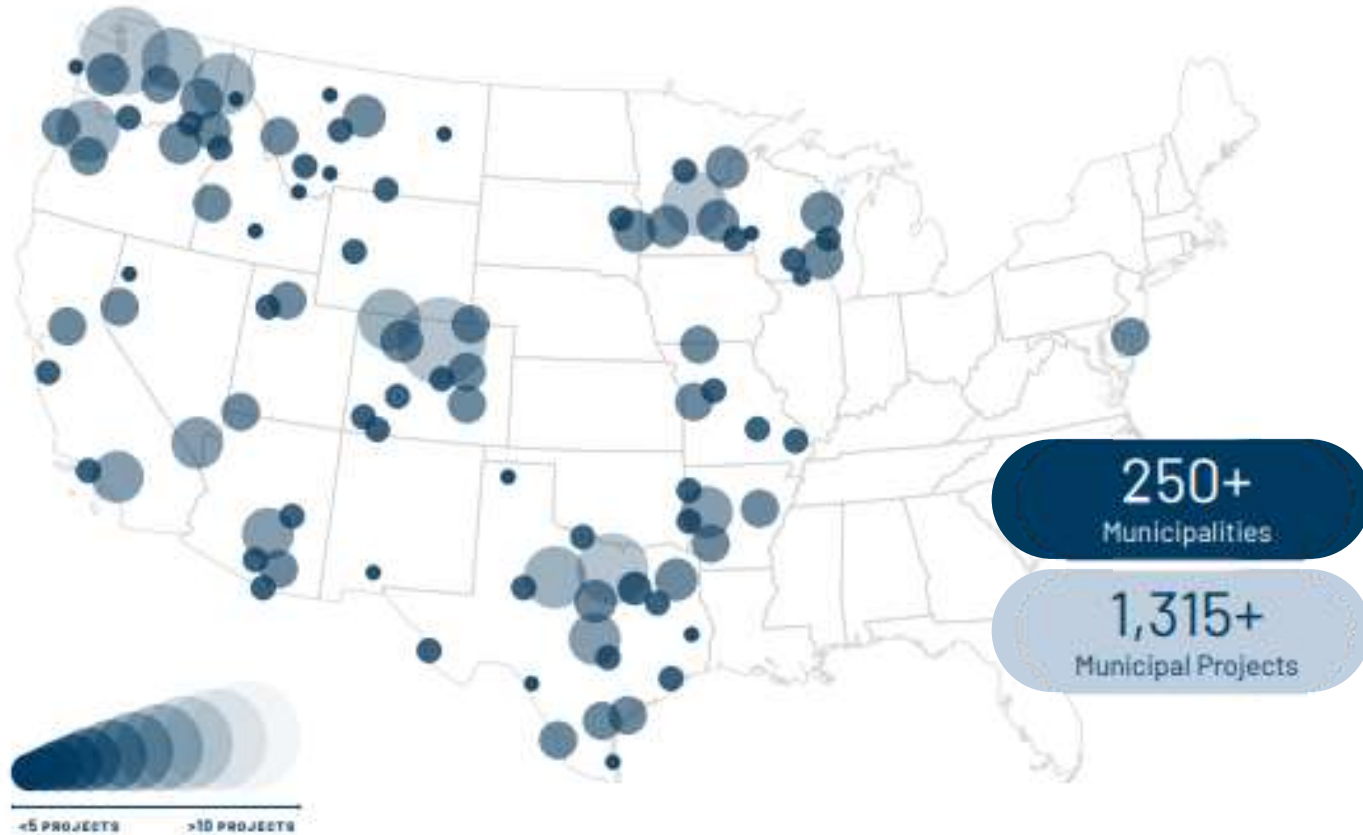 250+
Municipalities
1,315+
Municipal Projects
<5 PROJECTS >10 PROJECTS